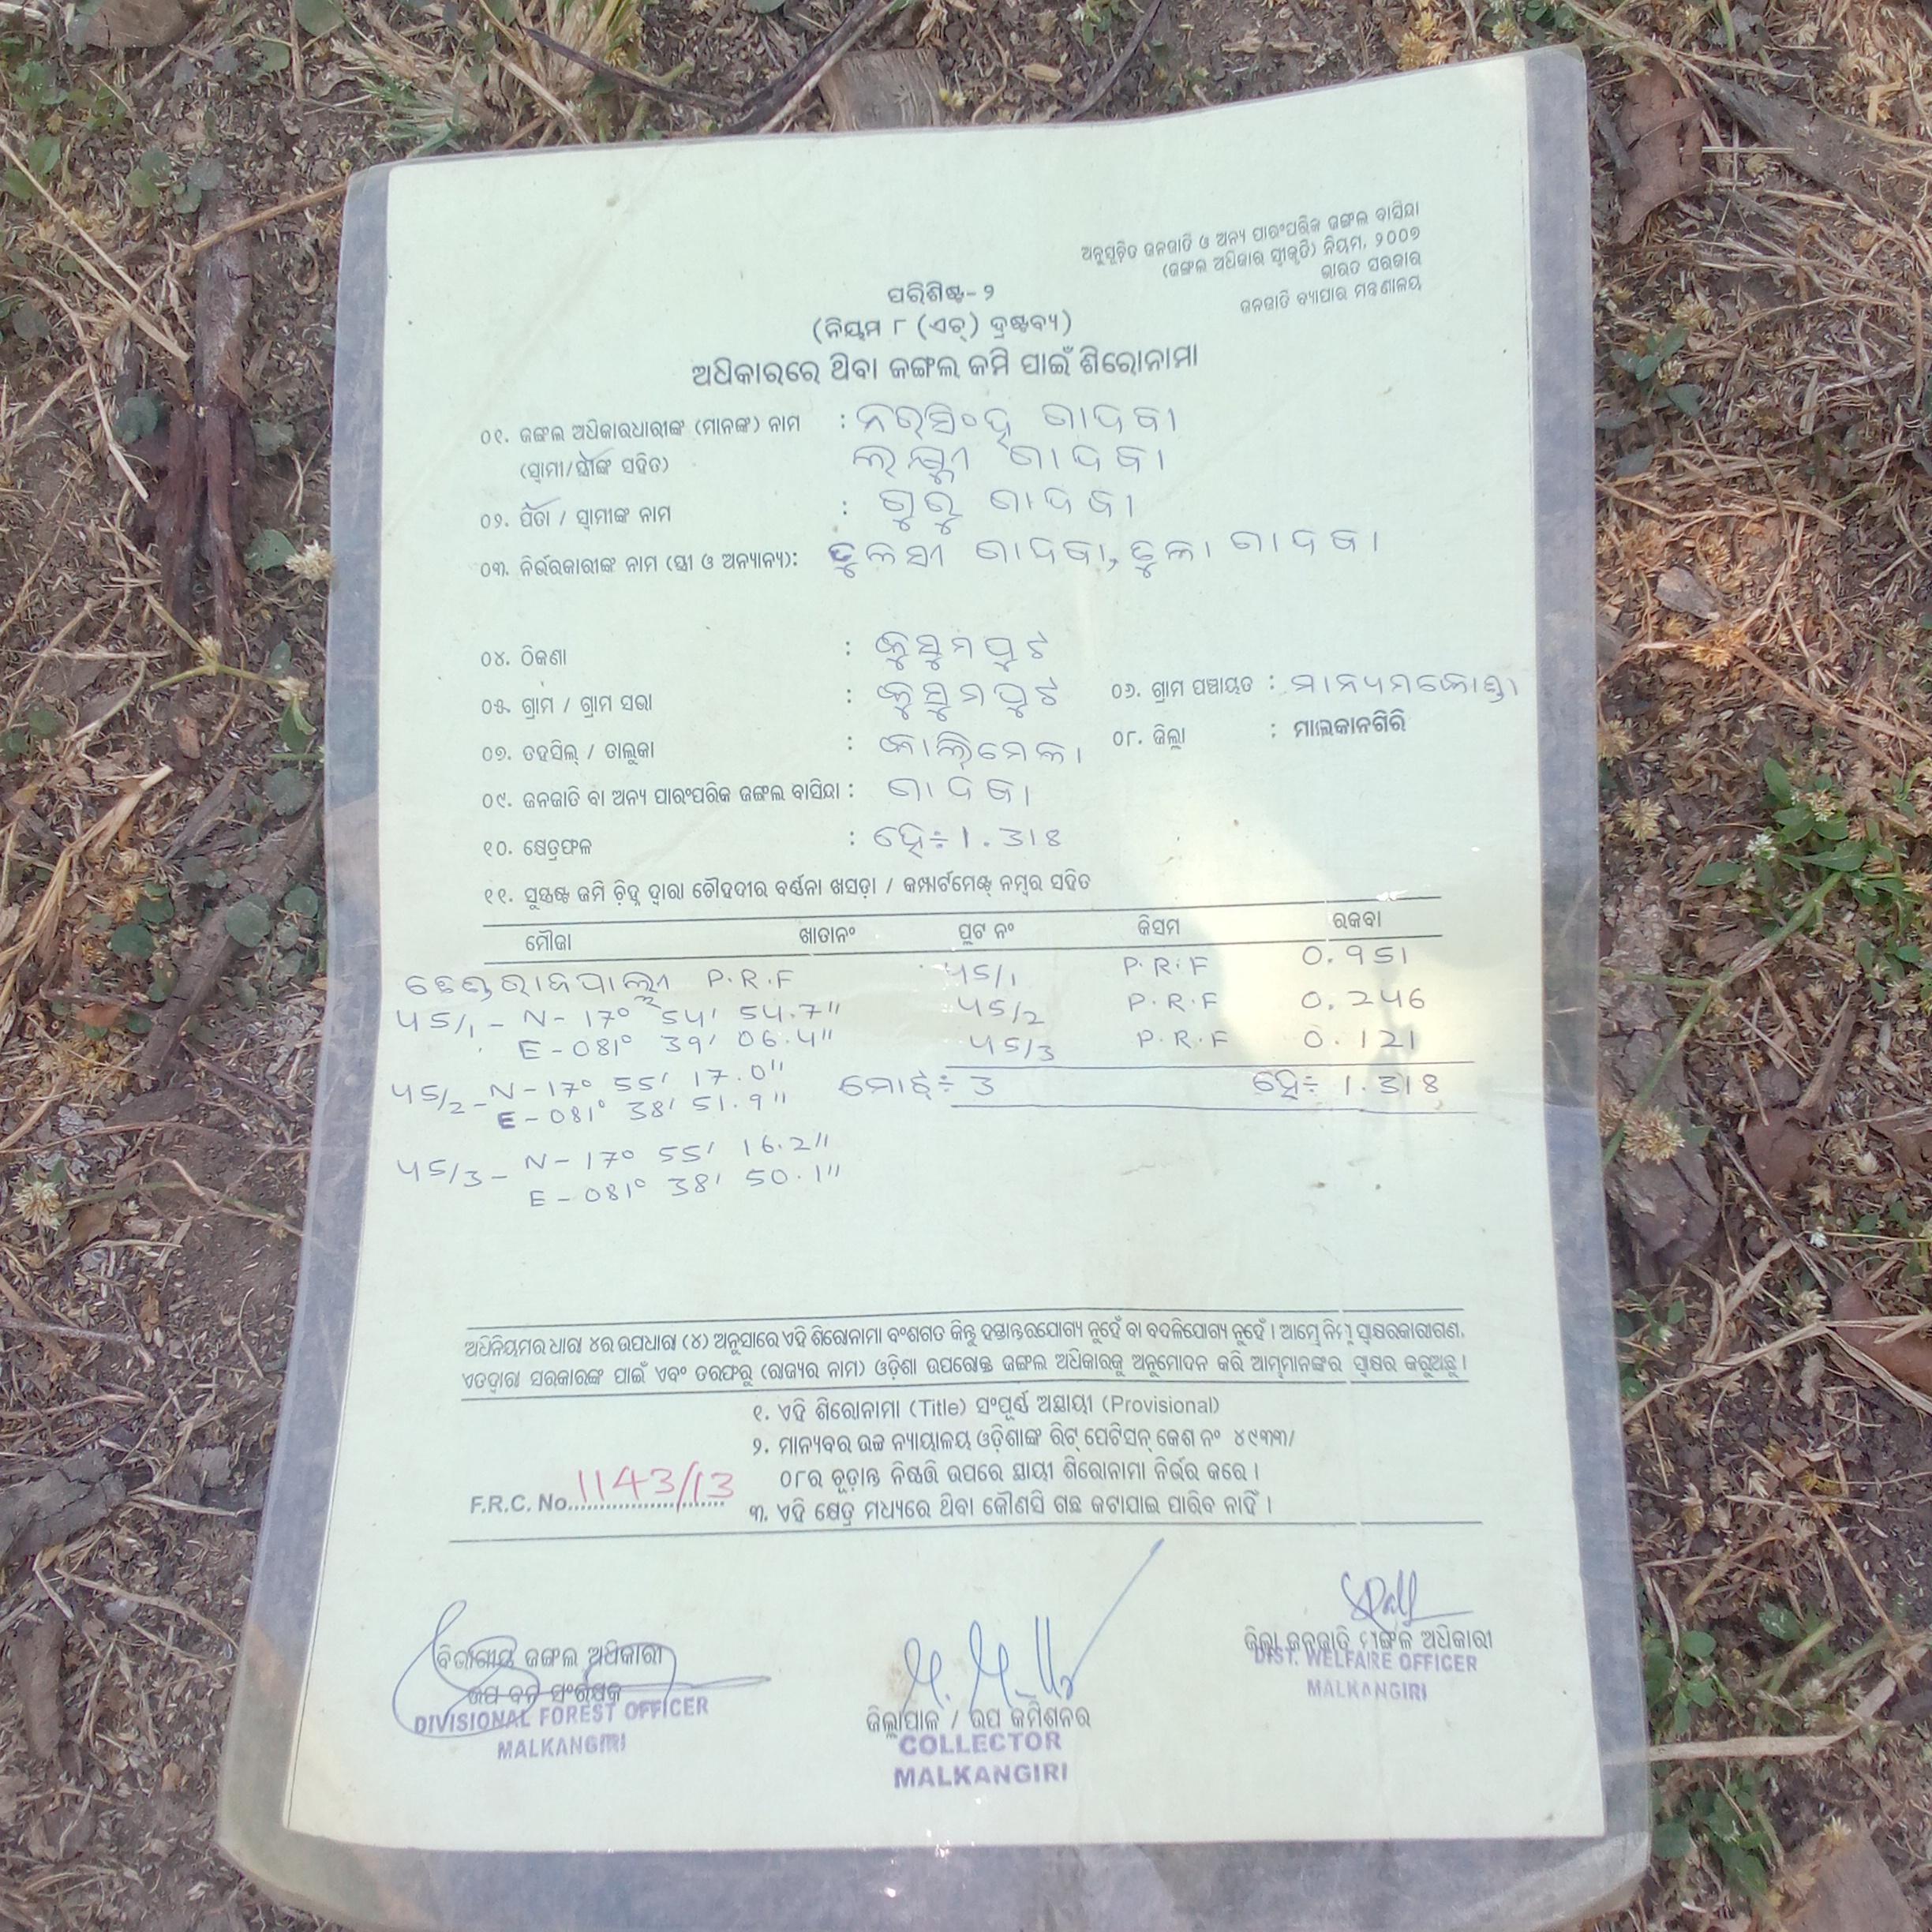 ଅନୁସୂଚିତ ଜନଜାତି ଓ ଅନ୍ୟ ପାରଂପରିକ ଜଙ୍ଗଲ ବାସିନ୍ଦା
(ଜଙ୍ଗଲ ଅଧିକାର ସ୍ୱୀକୃତି) ନିୟମ, ୨୦୦୭
ଭାରତ ସରକାର
ଜନଜାତି ବ୍ୟାପାର ମନ୍ତ୍ରଣାଳୟ
ପରିଶିଷ୍ଟ- ୨
(ନିୟମ ୮ (ଏଚ୍) ଦ୍ରଷ୍ଟବ୍ୟ)
ଅଧିକାରରେ ଥିବା ଜଙ୍ଗଲ ଜମି ପାଇଁ ଶିରୋନାମା
୦୧. ଜଙ୍ଗଲ ଅଧିକାରଧାରୀଙ୍କ (ମାନଙ୍କ) ନାମ : ନରସିଂହ ଗାଦବା
(ସ୍ୱାମୀ/ସ୍ତ୍ରୀଙ୍କ ସହିତ) ଲକ୍ଷ୍ମୀ ଗାଦବା
୦୨. ପିତା / ସ୍ୱାମୀଙ୍କ ନାମ : ଗୁରୁ ଗାଦବା
୦୩. ନିର୍ଭରକାରୀଙ୍କ ନାମ (ସ୍ତ୍ରୀ ଓ ଅନ୍ୟାନ୍ୟ): ତୁଳସୀ ଗାଦବା, ତୁଳା ଗାଦବା
୦୪. ଠିକଣା : କୁସୁମପୁଟ
୦୫. ଗ୍ରାମ / ଗ୍ରାମ ସଭା : କୁସୁମପୁଟ ୦୬. ଗ୍ରାମ ପଞ୍ଚାୟତ : ମାନ୍ୟମକୋଣ୍ଡା
୦୭. ତହସିଲ୍ / ତାଲୁକା : କାଲିମେଳା ୦୮. ଜିଲ୍ଲା : ମାଲକାନଗିରି
୦୯. ଜନଜାତି ବା ଅନ୍ୟ ପାରଂପରିକ ଜଙ୍ଗଲ ବାସିନ୍ଦା : ଗାଦବା
୧୦. କ୍ଷେତ୍ରଫଳ : ହେଃ 1.318
୧୧. ସୁସ୍ପଷ୍ଟ ଜମି ଚିହ୍ନ ଦ୍ୱାରା ଚୌହଦୀର ବର୍ଣ୍ଣନା ଖସଡ଼ା / କମ୍ପାର୍ଟମେଣ୍ଟ ନମ୍ବର ସହିତ
ମୌଜା ଖାତାନଂ ପ୍ଲଟ ନଂ କିସମ ରକବା
P.R.F 45/1 P.R.F 0.951
45/1 - N- 17° 54' 54.7" 45/2 P.R.F 0.246
E - 081° 39' 06.4" 45/3 P.R.F 0.121
45/2 - N- 17° 55' 17.0" ମୋଟ୍ଃ 3 ହେଃ 1.318
E - 081° 38' 51.9"
45/3 - N- 17° 55' 16.2"
E - 081° 38' 50.1"
ଅଧିନିୟମର ଧାରା ୪ର ଉପଧାରା (୪) ଅନୁସାରେ ଏହି ଶିରୋନାମା ବଂଶଗତ କିନ୍ତୁ ହସ୍ତାନ୍ତରଯୋଗ୍ୟ ନୁହେଁ ବା ବଦଳିଯୋଗ୍ୟ ନୁହେଁ । ଆମ୍ଭେ ନିମ୍ନ ସ୍ୱାକ୍ଷରକାରୀଗଣ,
ଏତଦ୍ୱାରା ସରକାରଙ୍କ ପାଇଁ ଏବଂ ତରଫରୁ (ରାଜ୍ୟର ନାମ) ଓଡ଼ିଶା ଉପରୋକ୍ତ ଜଙ୍ଗଲ ଅଧିକାରକୁ ଅନୁମୋଦନ କରି ଆମ୍ଭମାନଙ୍କର ସ୍ୱାକ୍ଷର କରୁଅଛୁ ।
୧. ଏହି ଶିରୋନାମା (Title) ସଂପୂର୍ଣ୍ଣ ଅସ୍ଥାୟୀ (Provisional)
୨. ମାନ୍ୟବର ଉଚ୍ଚ ନ୍ୟାୟାଳୟ ଓଡ଼ିଶାଙ୍କ ରିଟ୍ ପେଟିସନ୍ କେଶ ନଂ ୪୯୩୩/
୦୮ର ଚୂଡ଼ାନ୍ତ ନିଷ୍ପତ୍ତି ଉପରେ ସ୍ଥାୟୀ ଶିରୋନାମା ନିର୍ଭର କରେ ।
F.R.C. No. 1143/13
୩. ଏହି କ୍ଷେତ୍ର ମଧ୍ୟରେ ଥିବା କୌଣସି ଗଛ କଟାଯାଇ ପାରିବ ନାହିଁ ।
ବିଭାଗୀୟ ଜଙ୍ଗଲ ଅଧିକାରୀ
ଉପ ବନ ସଂରକ୍ଷକ
DIVISIONAL FOREST OFFICER
MALKANGIRI
ଜିଲ୍ଲାପାଳ / ଉପ କମିଶନର
COLLECTOR
MALKANGIRI
ଜିଲ୍ଲା ଜନଜାତି ମଙ୍ଗଳ ଅଧିକାରୀ
DIST. WELFARE OFFICER
MALKANGIRI